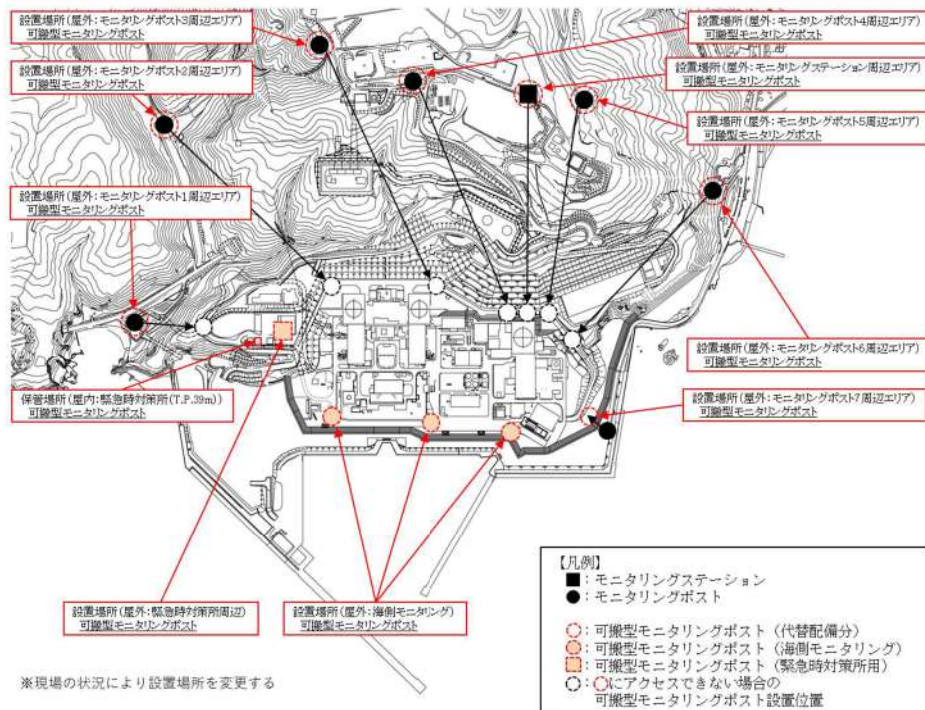 設置場所(屋外:モニタリングポスト3周辺エリア)
可搬型モニタリングポスト
設置場所(屋外:モニタリングポスト2周辺エリア)
可搬型モニタリングポスト
設置場所(屋外:モニタリングポスト1周辺エリア)
可搬型モニタリングポスト
設置場所(屋外:モニタリングポスト4周辺エリア)
可搬型モニタリングポスト
設置場所(屋外:モニタリングステーション周辺エリア)
可搬型モニタリングポスト
設置場所(屋外:モニタリングポスト5周辺エリア)
可搬型モニタリングポスト
設置場所(屋外:モニタリングポスト6周辺エリア)
可搬型モニタリングポスト
保管場所(屋内:緊急時対策所(T.P.39m))
可搬型モニタリングポスト
設置場所(屋外:モニタリングポスト7周辺エリア)
可搬型モニタリングポスト
設置場所(屋外:緊急時対策所周辺)
可搬型モニタリングポスト
設置場所(屋外:海側モニタリング)
可搬型モニタリングポスト
【凡例】
■:モニタリングステーション
●:モニタリングポスト
:可搬型モニタリングポスト(代替配備分)
:可搬型モニタリングポスト(海側モニタリング)
:可搬型モニタリングポスト(緊急時対策所用)
:◌にアクセスできない場合の
可搬型モニタリングポスト設置位置
※現場の状況により設置場所を変更する